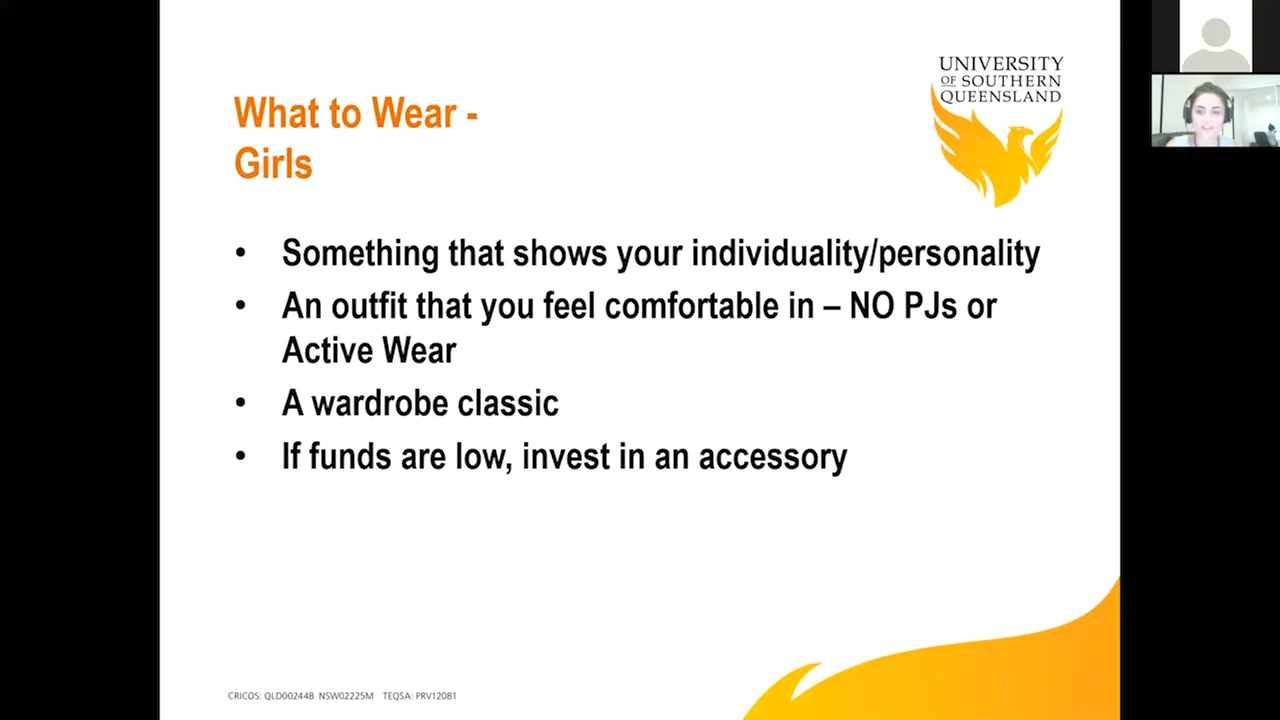 UNIVERSITY
OF SOUTHERN
QUEENSLAND
What to Wear -
Girls
• Something that shows your individuality/personality
• An outfit that you feel comfortable in – NO PJs or
Active Wear
• A wardrobe classic
• If funds are low, invest in an accessory
CRICOS: QLD00244B NSW02225M TEQSA: PRV12081